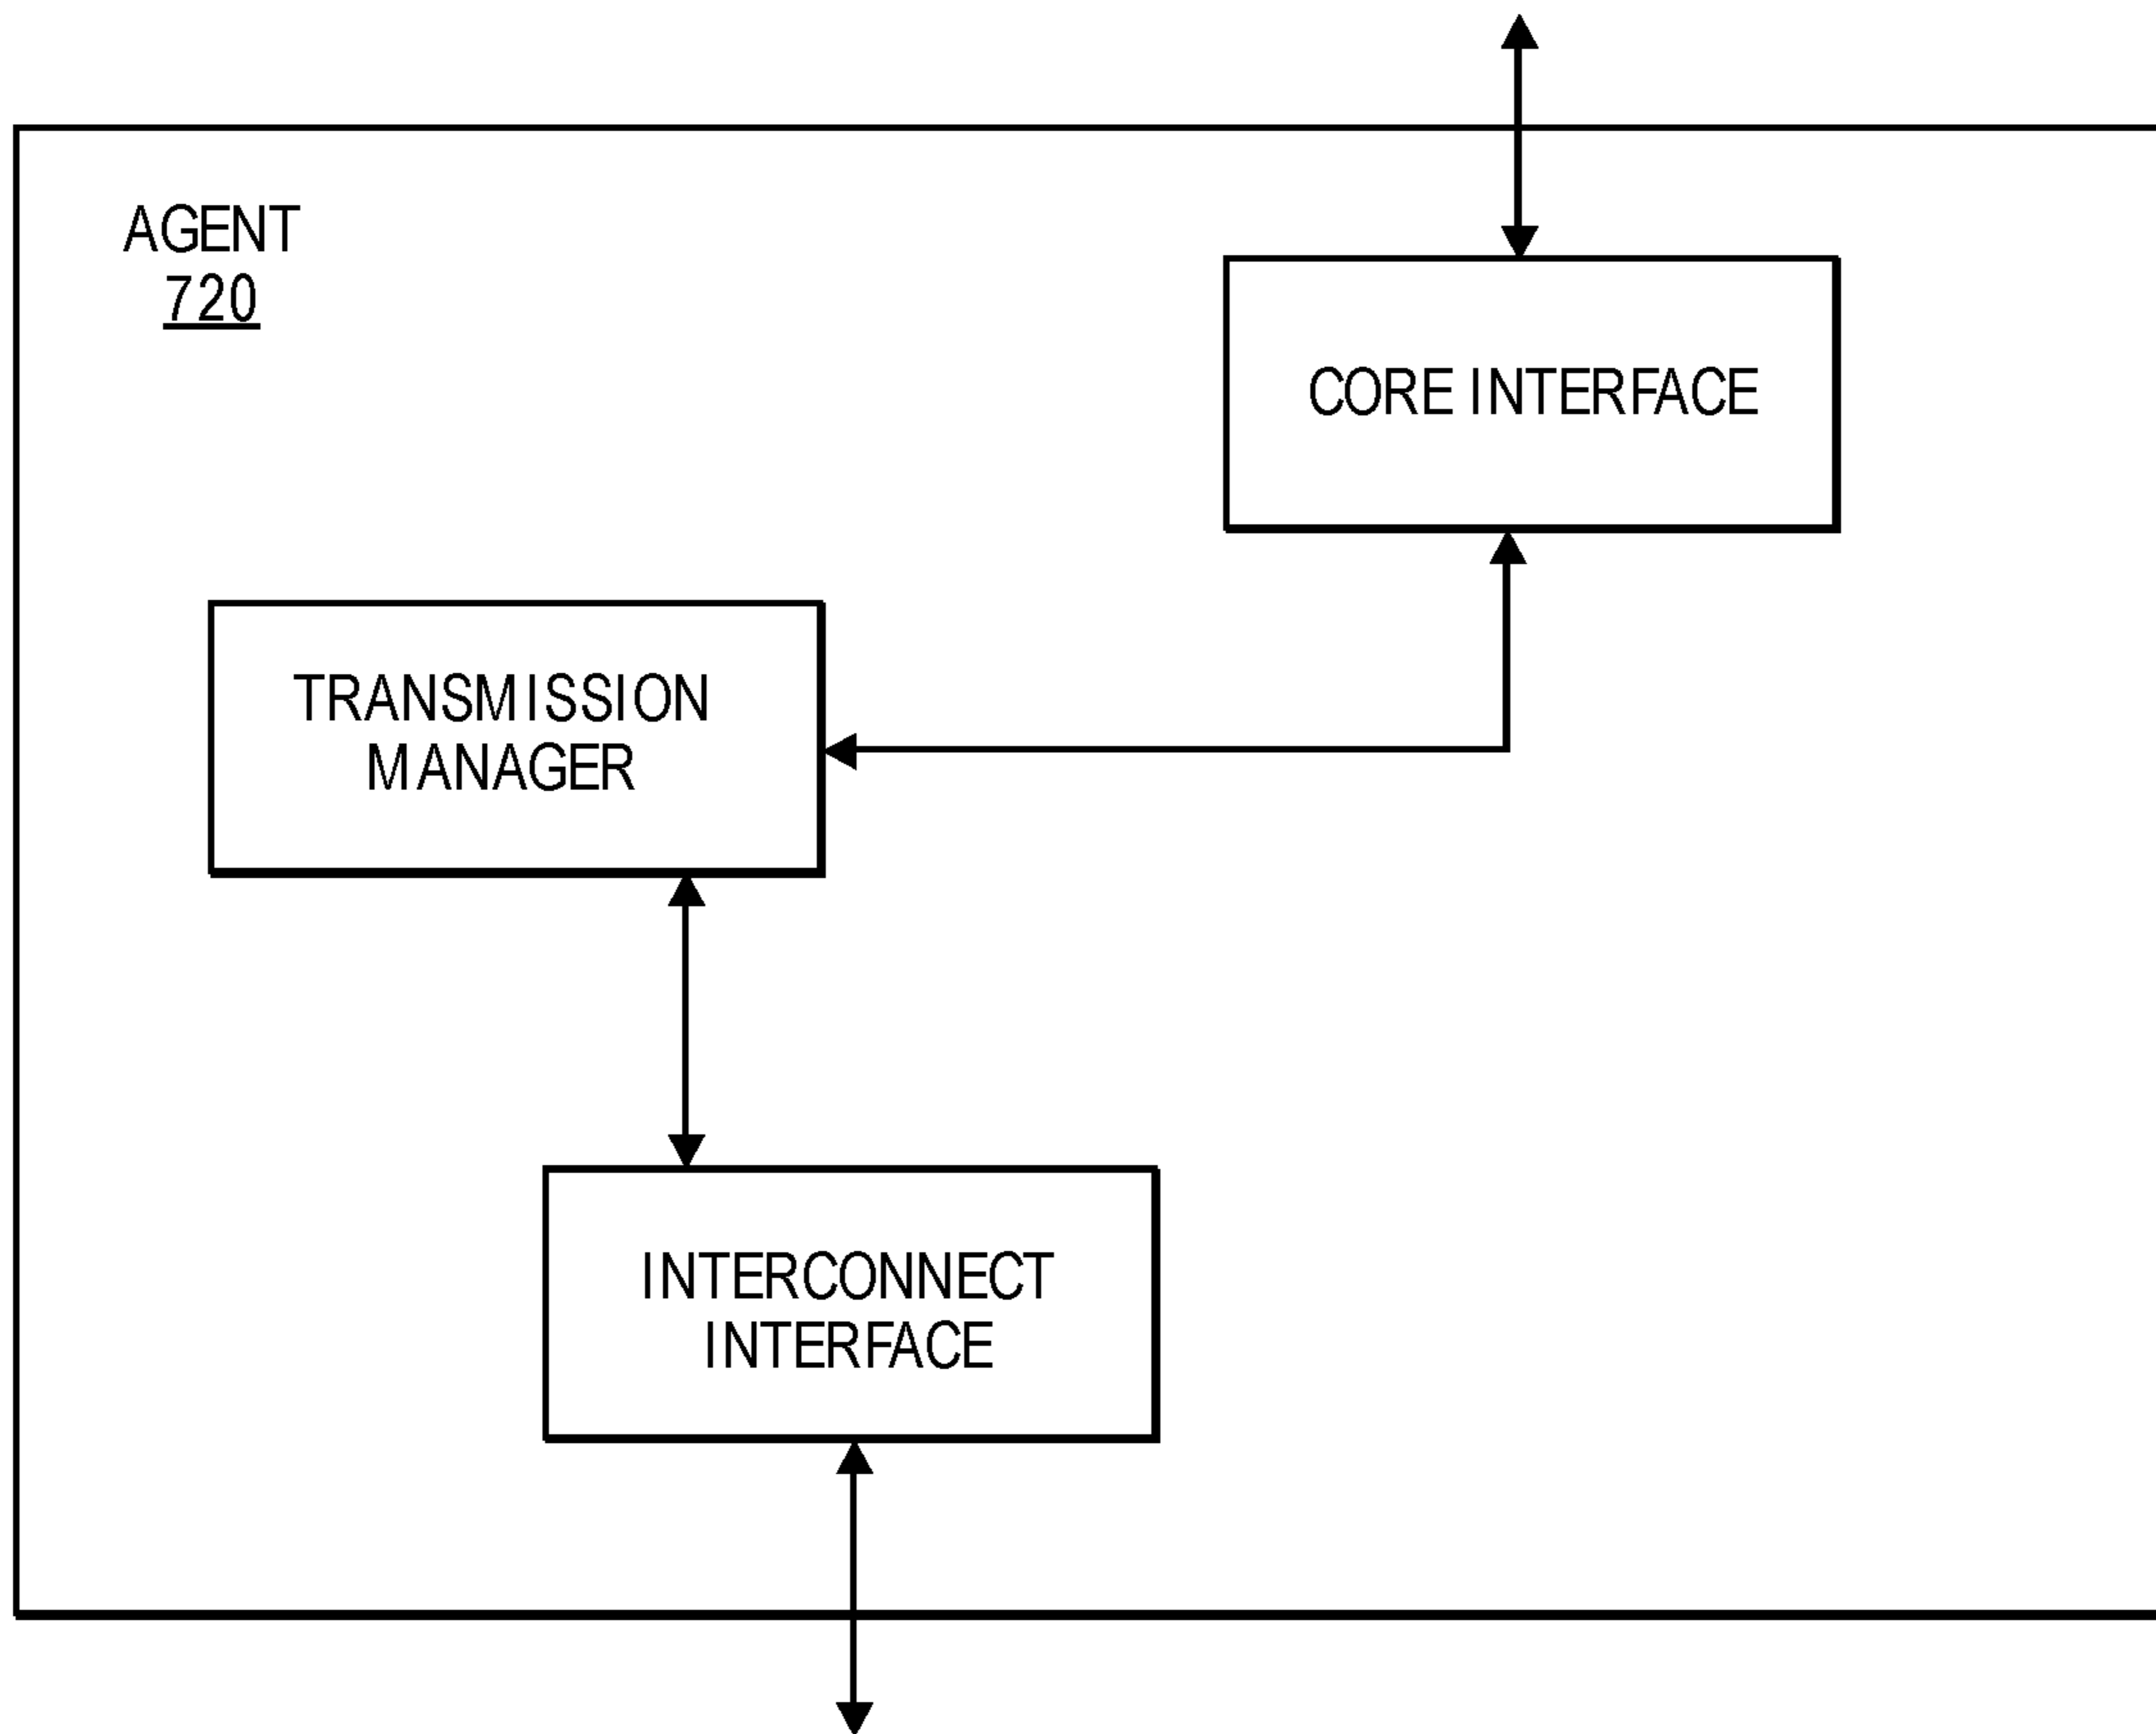 AGENT
720
CORE INTERFACE
TRANSMISSION
MANAGER
INTERCONNECT
INTERFACE